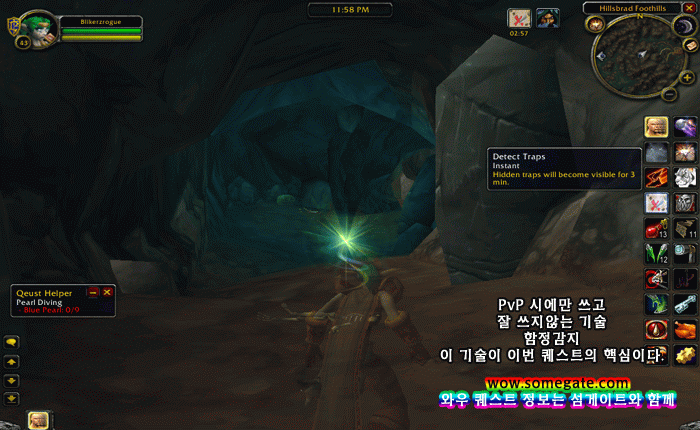 Blikerzrogue
43
11:58 PM
02:57
Hillsbrad Foothills
N
Detect Traps
Instant
Hidden traps will become visible for 3
min.
13
11
12
Qeust Helper
Pearl Diving
- Blue Pearl: 0/9
PvP 시에만 쓰고
잘 쓰지않는 기술
함정감지
이 기술이 이번 퀘스트의 핵심이다.
wow.somegate.com
와우 퀘스트 정보는 섬게이트와 함께